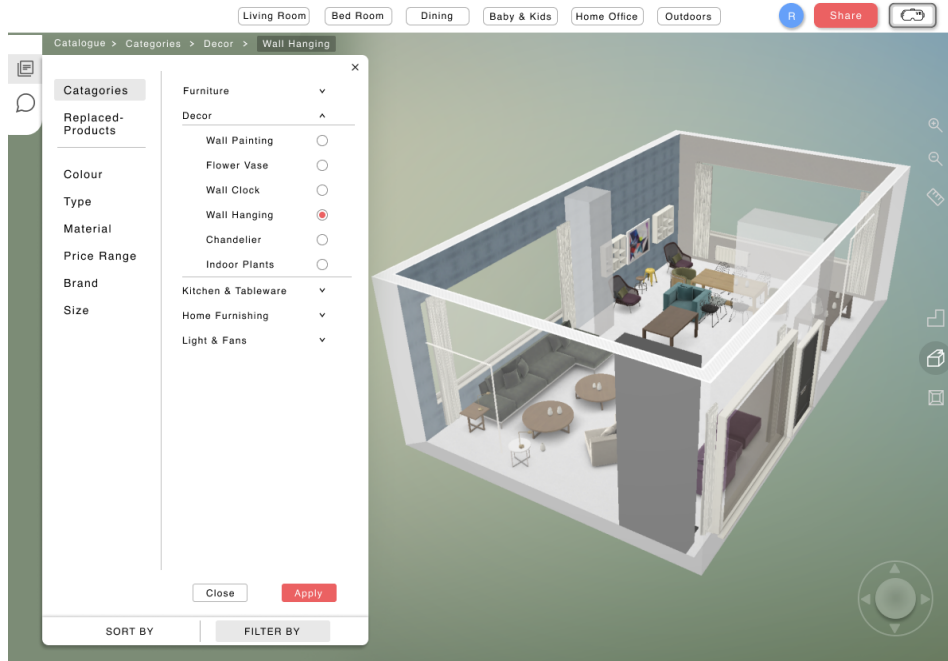 Living Room Bed Room Dining Baby & Kids Home Office Outdoors R Share
Catalogue > Categories > Decor > Wall Hanging
Catagories
Replaced-
Products
Colour
Type
Material
Price Range
Brand
Size
Furniture
Decor
Wall Painting
Flower Vase
Wall Clock
Wall Hanging
Chandelier
Indoor Plants
Kitchen & Tableware
Home Furnishing
Light & Fans
Close Apply
SORT BY FILTER BY